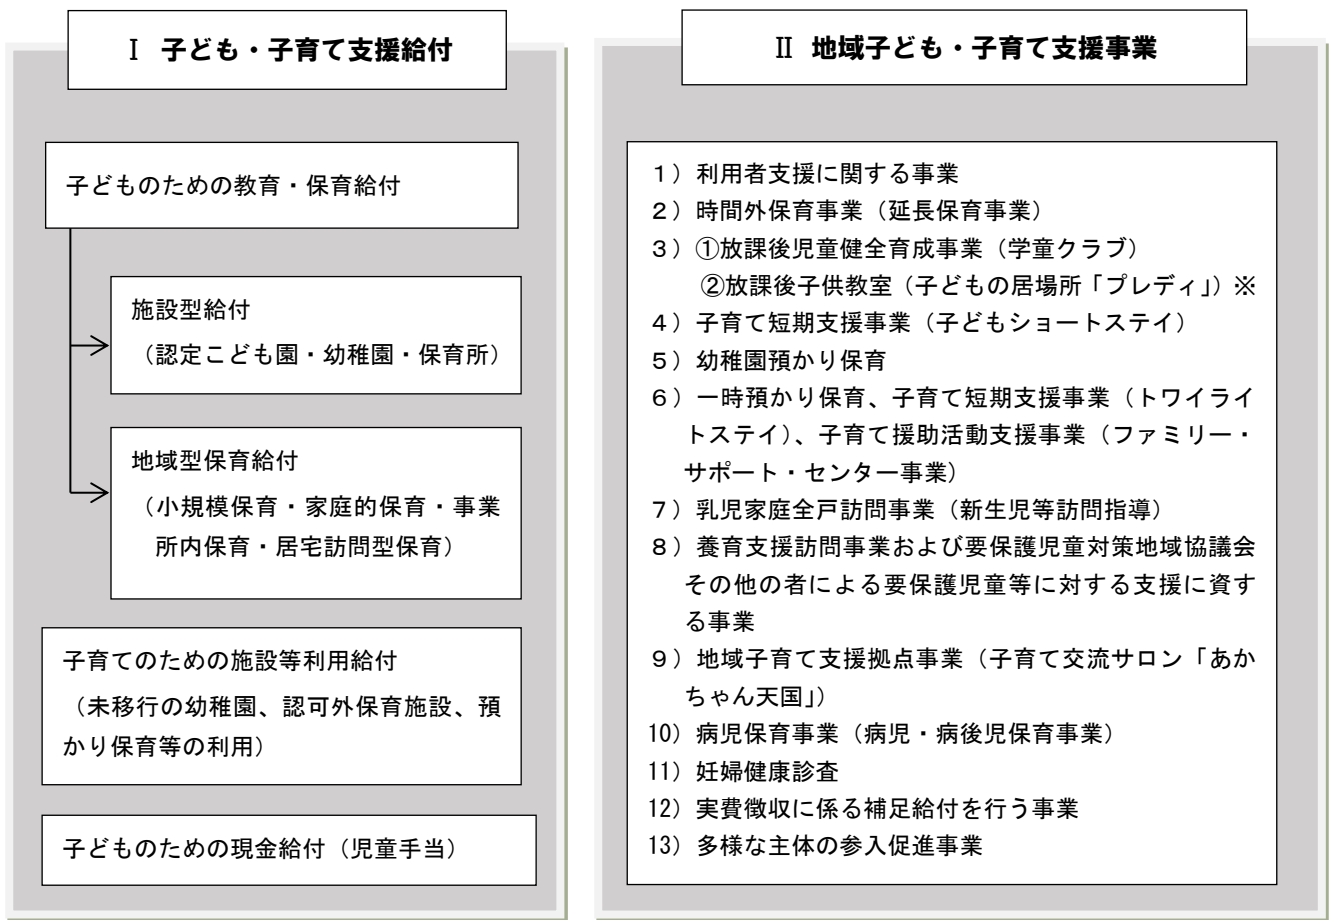 Ⅰ 子ども・子育て支援給付
子どものための教育・保育給付
施設型給付
（認定こども園・幼稚園・保育所）
地域型保育給付
（小規模保育・家庭的保育・事業
所内保育・居宅訪問型保育）
子育てのための施設等利用給付
（未移行の幼稚園、認可外保育施設、預
かり保育等の利用）
子どものための現金給付（児童手当）
Ⅱ 地域子ども・子育て支援事業
１）利用者支援に関する事業
２）時間外保育事業（延長保育事業）
３）①放課後児童健全育成事業（学童クラブ）
②放課後子供教室（子どもの居場所「プレディ」）※
４）子育て短期支援事業（子どもショートステイ）
５）幼稚園預かり保育
６）一時預かり保育、子育て短期支援事業（トワイライ
トステイ）、子育て援助活動支援事業（ファミリー・
サポート・センター事業）
７）乳児家庭全戸訪問事業（新生児等訪問指導）
８）養育支援訪問事業および要保護児童対策地域協議会
その他の者による要保護児童等に対する支援に資す
る事業
９）地域子育て支援拠点事業（子育て交流サロン「あか
ちゃん天国」）
10）病児保育事業（病児・病後児保育事業）
11）妊婦健康診査
12）実費徴収に係る補足給付を行う事業
13）多様な主体の参入促進事業